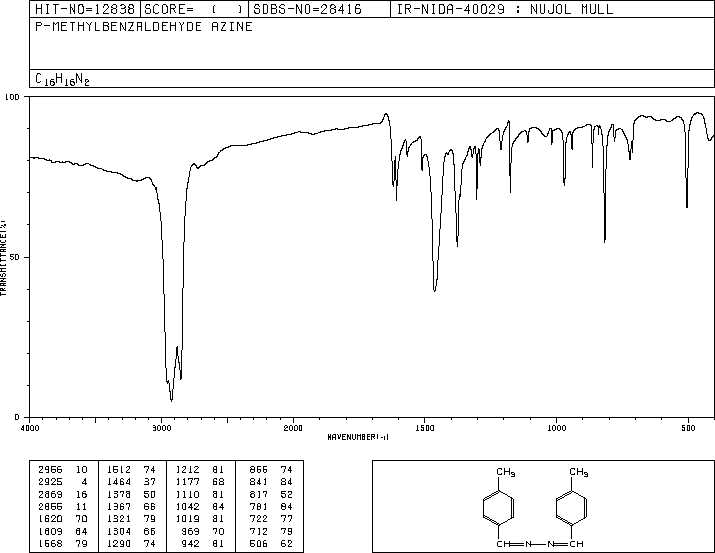 HIT-NO=12838 SCORE= ( ) SDBS-NO=28416 IR-NIDA-40029 : NUJOL MULL
P-METHYLBENZALDEHYDE AZINE
C16H16N2
100
50
0
TRANSMITTANCE(%)
4000 3000 2000 1500 1000 500
WAVENUMBER(-1)
2956 10 1512 74 1212 81 866 74
2925 4 1464 37 1177 68 841 84
2869 16 1378 50 1110 81 817 52
2855 11 1367 66 1042 84 781 84
1620 70 1321 79 1019 81 722 77
1609 64 1304 66 969 70 712 79
1568 79 1290 74 942 81 506 62
CH3 CH3
CH=N—N=CH